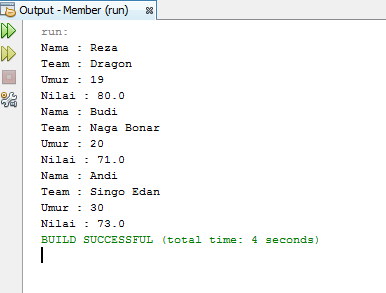 Output - Member (run)
run:
Nama : Reza
Team : Dragon
Umur : 19
Nilai : 80.0
Nama : Budi
Team : Naga Bonar
Umur : 20
Nilai : 71.0
Nama : Andi
Team : Singo Edan
Umur : 30
Nilai : 73.0
BUILD SUCCESSFUL (total time: 4 seconds)